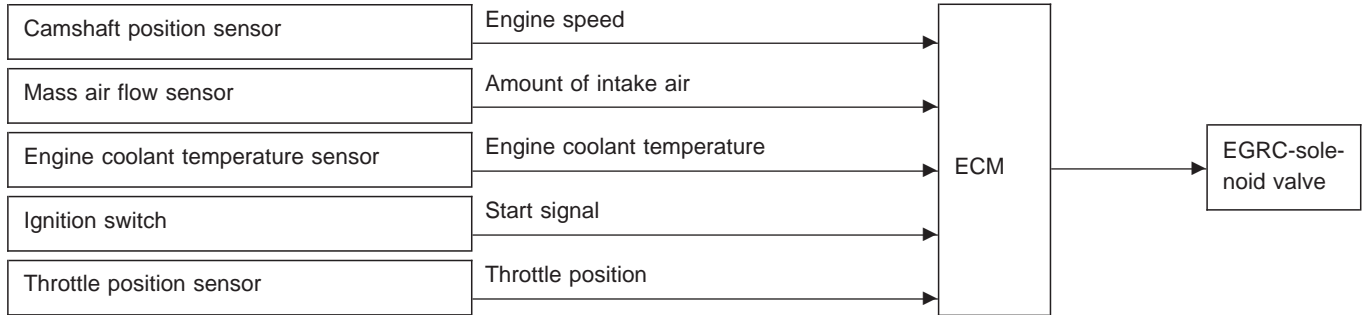 Camshaft position sensor
Engine speed
Mass air flow sensor
Amount of intake air
Engine coolant temperature sensor
Engine coolant temperature
Ignition switch
Start signal
Throttle position sensor
Throttle position
ECM
EGRC-sole-
noid valve